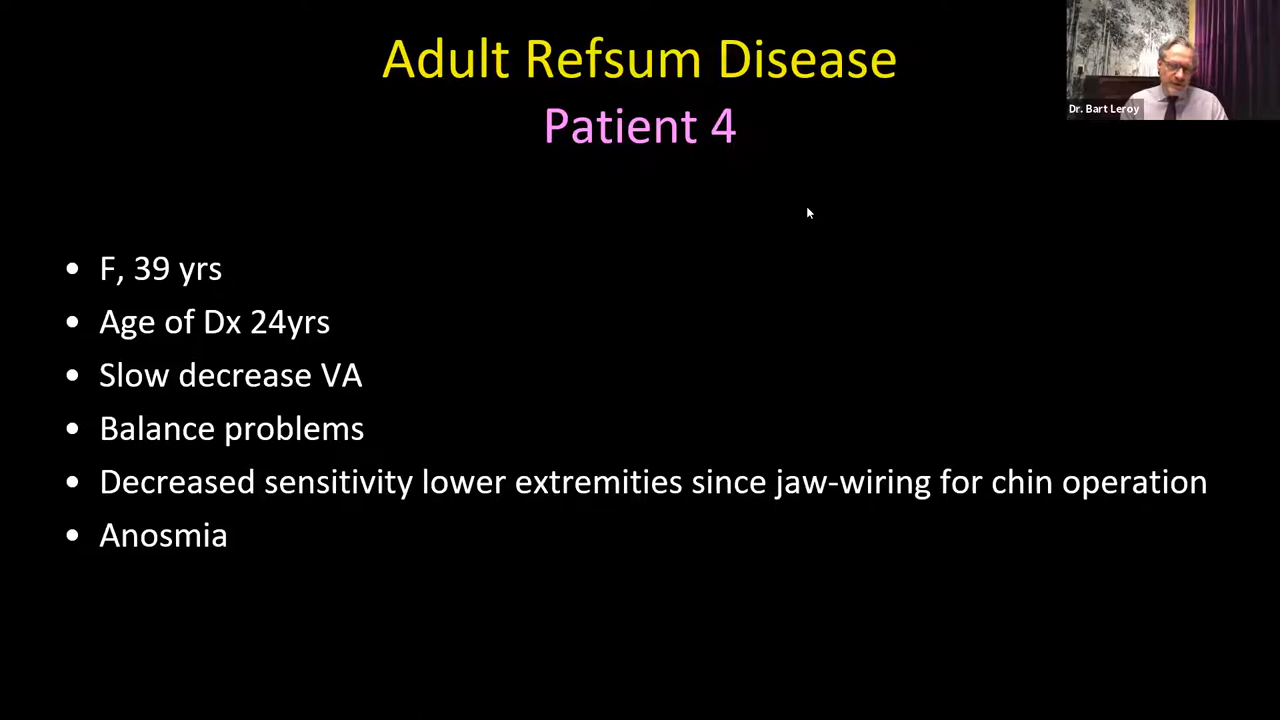 Adult Refsum Disease
Patient 4
Dr. Bart Leroy
• F, 39 yrs
• Age of Dx 24yrs
• Slow decrease VA
• Balance problems
• Decreased sensitivity lower extremities since jaw-wiring for chin operation
• Anosmia